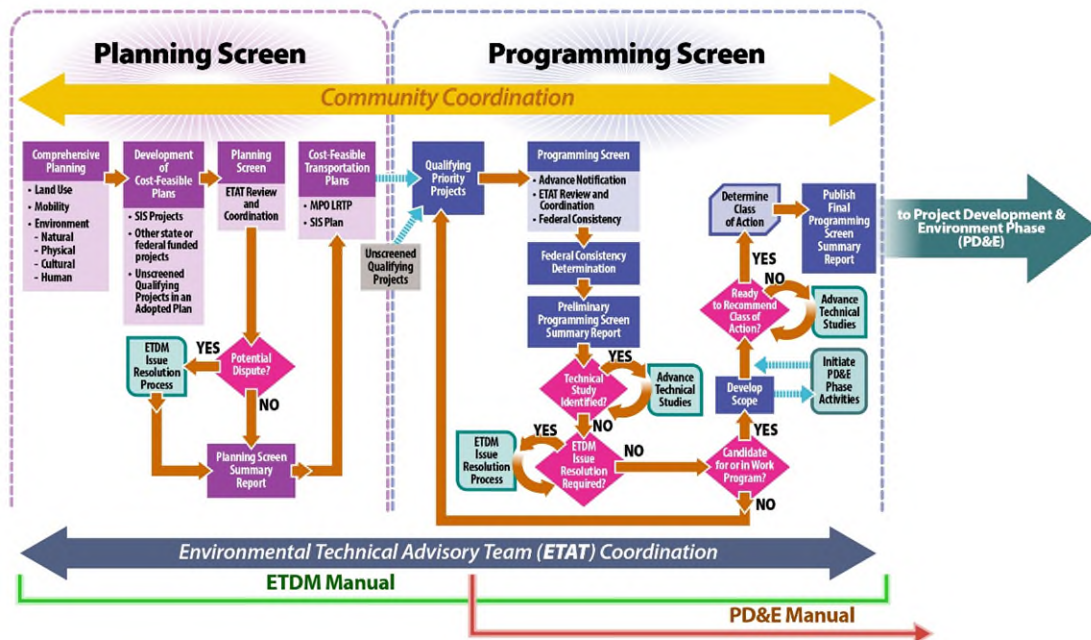 Planning Screen
Programming Screen
Community Coordination
Comprehensive
Planning
• Land Use
• Mobility
• Environment
– Natural
– Physical
– Cultural
– Human
Development
of
Cost-Feasible
Plans
• SIS Projects
• Other state or
federal funded
projects
• Unscreened
Qualifying
Projects in an
Adopted Plan
Planning
Screen
ETAT
Review and
Coordination
Cost-Feasible
Transportation
Plans
• MPO LRTP
• SIS Plan
ETDM
Issue
Resolution
Process
YES
Potential
Dispute?
NO
Planning Screen
Summary
Report
Qualifying
Priority
Projects
Unscreened
Qualifying
Projects
Programming Screen
• Advance Notification
• ETAT Review and
Coordination
• Federal Consistency
Federal Consistency
Determination
Preliminary
Programming Screen
Summary Report
Technical
Study
Identified?
YES
Advance
Technical
Studies
NO
ETDM
Issue
Resolution
Process
YES
ETDM
Issue
Resolution
Required?
NO
Candidate
for or in Work
Program?
YES
NO
Develop
Scope
Initiate
PD&E
Phase
Activities
Ready
to Recommend
Class of
Action?
NO
Advance
Technical
Studies
YES
Determine
Class
of Action
Publish
Final
Programming
Screen
Summary
Report
to Project Development &
Environment Phase
(PD&E)
Environmental Technical Advisory Team (ETAT) Coordination
ETDM Manual
PD&E Manual